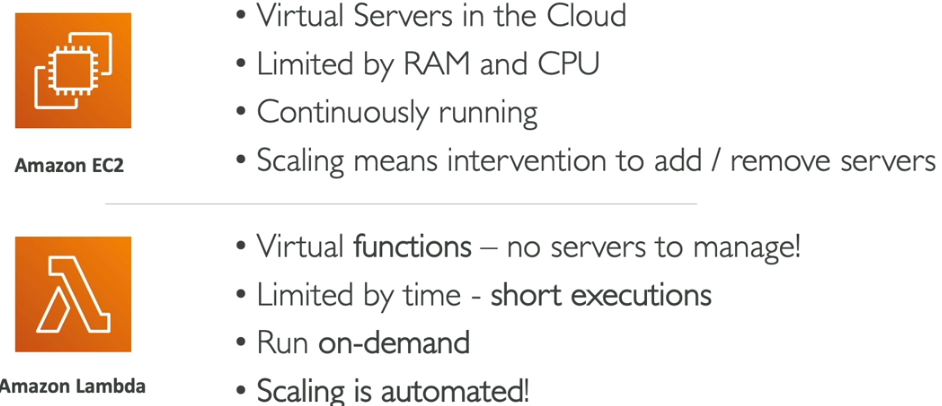 • Virtual Servers in the Cloud
• Limited by RAM and CPU
• Continuously running
• Scaling means intervention to add / remove servers
Amazon EC2
• Virtual functions – no servers to manage!
• Limited by time - short executions
• Run on-demand
• Scaling is automated!
Amazon Lambda